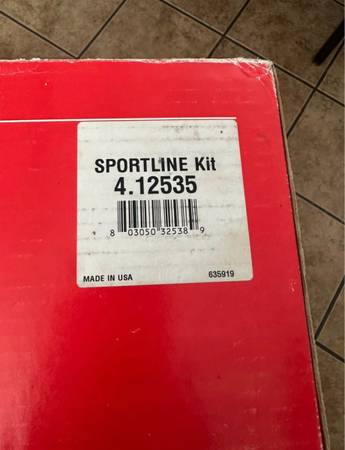 SPORTLINE Kit
4.12535
8 03050 32538 9
MADE IN USA 635919